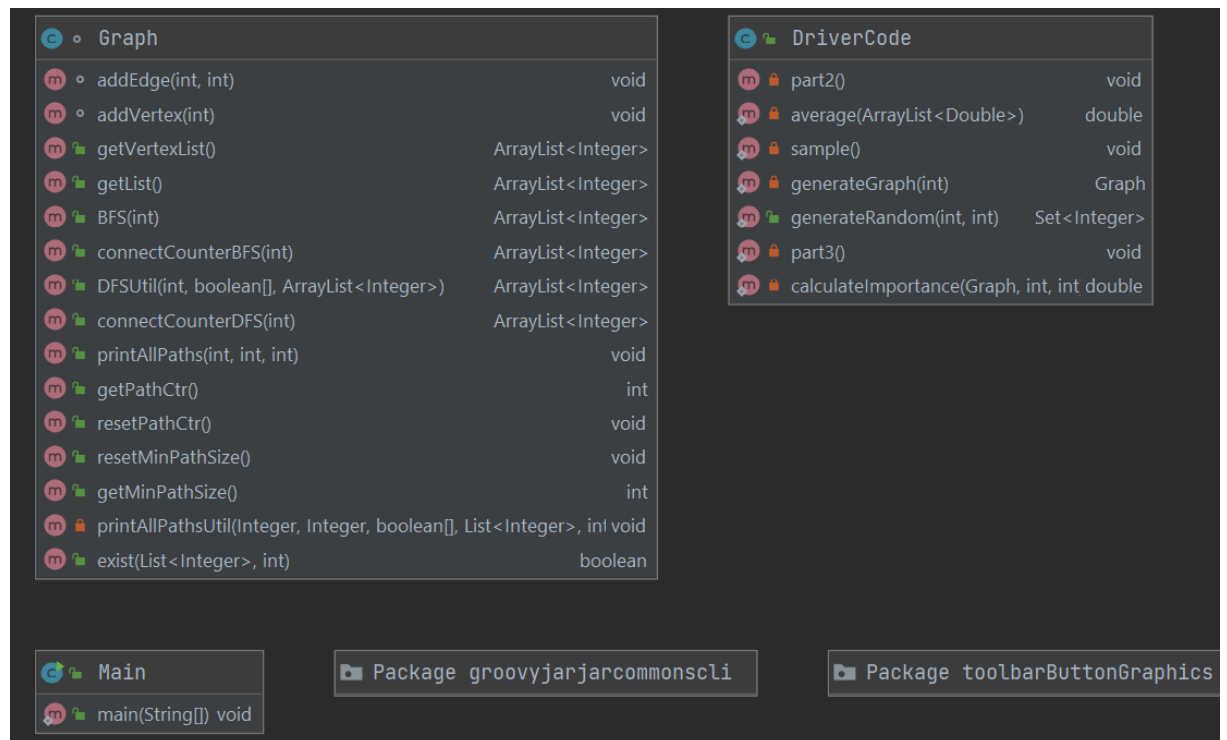 Graph
addEdge(int, int) void
addVertex(int) void
getVertexList() ArrayList<Integer>
getList() ArrayList<Integer>
BFS(int) ArrayList<Integer>
connectCounterBFS(int) ArrayList<Integer>
DFSUtil(int, boolean[], ArrayList<Integer>) ArrayList<Integer>
connectCounterDFS(int) ArrayList<Integer>
printAllPaths(int, int, int) void
getPathCtr() int
resetPathCtr() void
resetMinPathSize() void
getMinPathSize() int
printAllPathsUtil(Integer, Integer, boolean[], List<Integer>, int void
exist(List<Integer>, int) boolean
DriverCode
part2() void
average(ArrayList<Double>) double
sample() void
generateGraph(int) Graph
generateRandom(int, int) Set<Integer>
part3() void
calculateImportance(Graph, int, int double
Main
main(String[]) void
Package groovyjarjarcommonscli
Package toolbarButtonGraphics